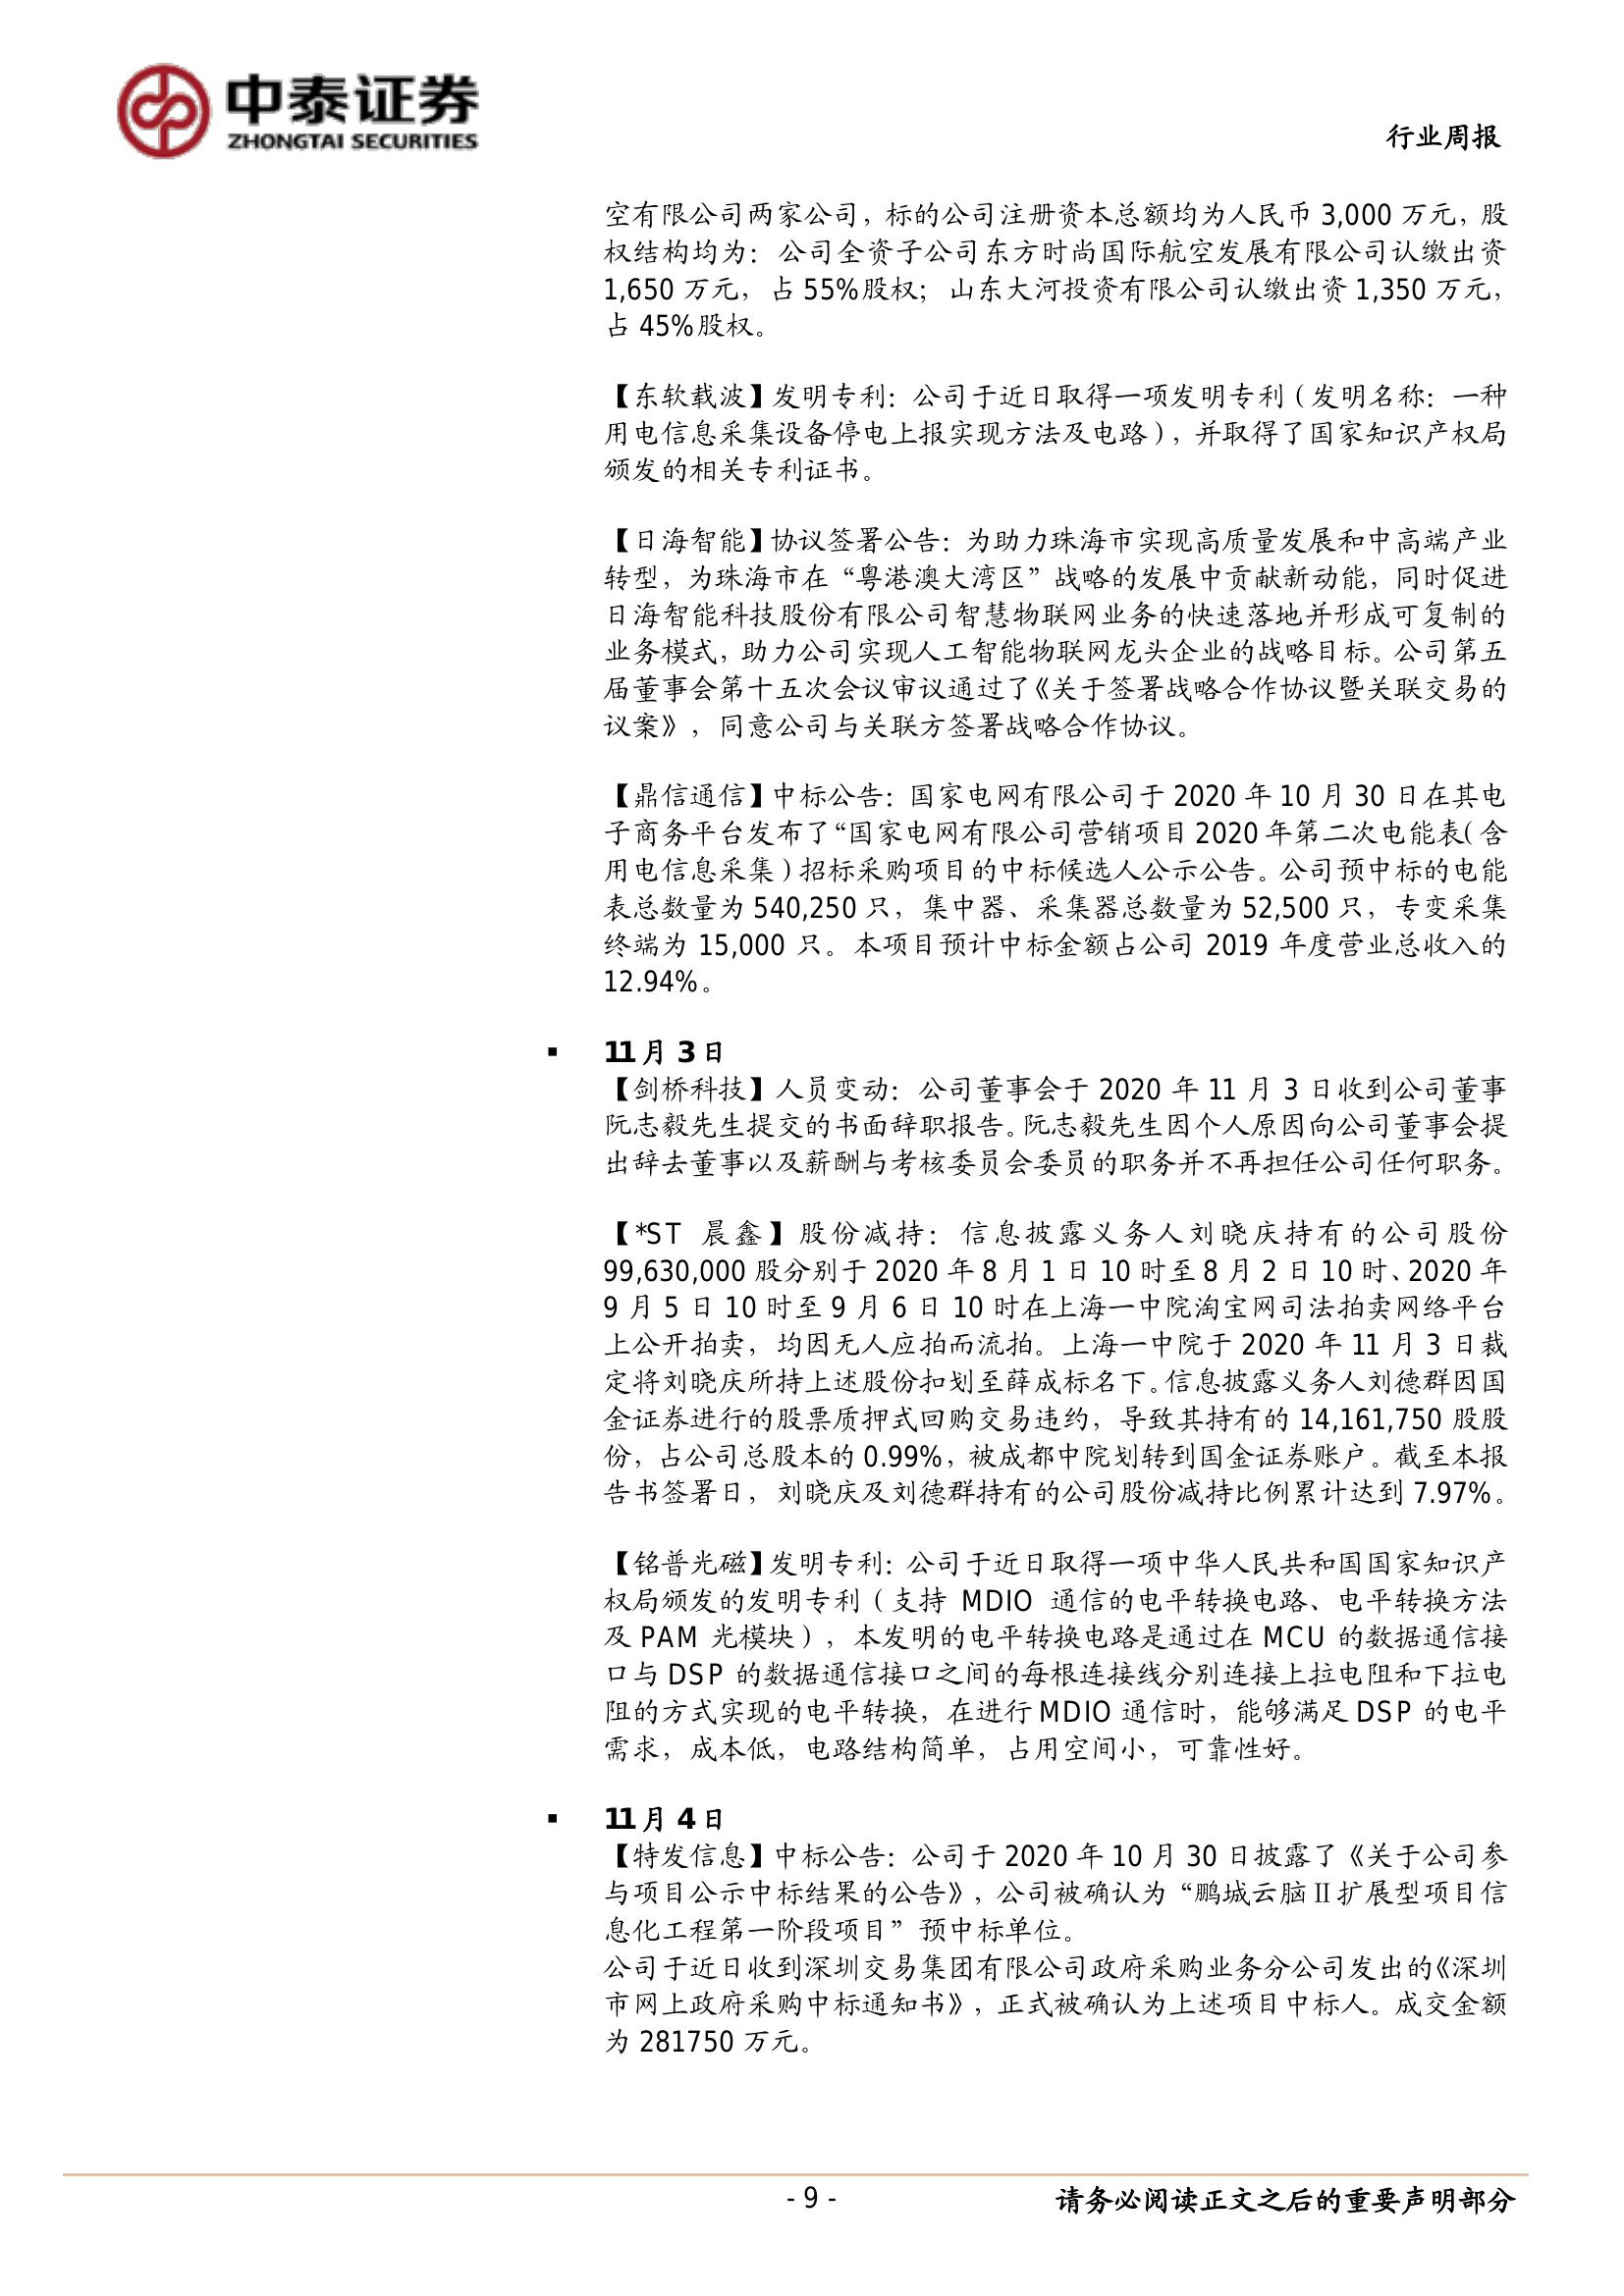 中泰证券
ZHONGTAI SECURITIES
行业周报
空有限公司两家公司，标的公司注册资本总额均为人民币 3,000 万元，股
权结构均为：公司全资子公司东方时尚国际航空发展有限公司认缴出资
1,650 万元，占 55%股权；山东大河投资有限公司认缴出资 1,350 万元，
占 45%股权。
【东软载波】发明专利：公司于近日取得一项发明专利（发明名称：一种
用电信息采集设备停电上报实现方法及电路），并取得了国家知识产权局
颁发的相关专利证书。
【日海智能】协议签署公告：为助力珠海市实现高质量发展和中高端产业
转型，为珠海市在“粤港澳大湾区”战略的发展中贡献新动能，同时促进
日海智能科技股份有限公司智慧物联网业务的快速落地并形成可复制的
业务模式，助力公司实现人工智能物联网龙头企业的战略目标。公司第五
届董事会第十五次会议审议通过了《关于签署战略合作协议暨关联交易的
议案》，同意公司与关联方签署战略合作协议。
【鼎信通信】中标公告：国家电网有限公司于 2020 年 10 月 30 日在其电
子商务平台发布了“国家电网有限公司营销项目 2020 年第二次电能表（含
用电信息采集）招标采购项目的中标候选人公示公告。公司预中标的电能
表总数量为 540,250 只，集中器、采集器总数量为 52,500 只，专变采集
终端为 15,000 只。本项目预计中标金额占公司 2019 年度营业总收入的
12.94%。
▪ 11 月 3 日
【剑桥科技】人员变动：公司董事会于 2020 年 11 月 3 日收到公司董事
阮志毅先生提交的书面辞职报告。阮志毅先生因个人原因向公司董事会提
出辞去董事以及薪酬与考核委员会委员的职务并不再担任公司任何职务。
【*ST 晨鑫】股份减持：信息披露义务人刘晓庆持有的公司股份
99,630,000 股分别于 2020 年 8 月 1 日 10 时至 8 月 2 日 10 时、2020 年
9 月 5 日 10 时至 9 月 6 日 10 时在上海一中院淘宝网司法拍卖网络平台
上公开拍卖，均因无人应拍而流拍。上海一中院于 2020 年 11 月 3 日裁
定将刘晓庆所持上述股份扣划至薛成标名下。信息披露义务人刘德群因国
金证券进行的股票质押式回购交易违约，导致其持有的 14,161,750 股股
份，占公司总股本的 0.99%，被成都中院划转到国金证券账户。截至本报
告书签署日，刘晓庆及刘德群持有的公司股份减持比例累计达到 7.97%。
【铭普光磁】发明专利：公司于近日取得一项中华人民共和国国家知识产
权局颁发的发明专利（支持 MDIO 通信的电平转换电路、电平转换方法
及 PAM 光模块），本发明的电平转换电路是通过在 MCU 的数据通信接
口与 DSP 的数据通信接口之间的每根连接线分别连接上拉电阻和下拉电
阻的方式实现的电平转换，在进行 MDIO 通信时，能够满足 DSP 的电平
需求，成本低，电路结构简单，占用空间小，可靠性好。
▪ 11 月 4 日
【特发信息】中标公告：公司于 2020 年 10 月 30 日披露了《关于公司参
与项目公示中标结果的公告》，公司被确认为“鹏城云脑Ⅱ扩展型项目信
息化工程第一阶段项目”预中标单位。
公司于近日收到深圳交易集团有限公司政府采购业务分公司发出的《深圳
市网上政府采购中标通知书》，正式被确认为上述项目中标人。成交金额
为 281750 万元。
- 9 -
请务必阅读正文之后的重要声明部分